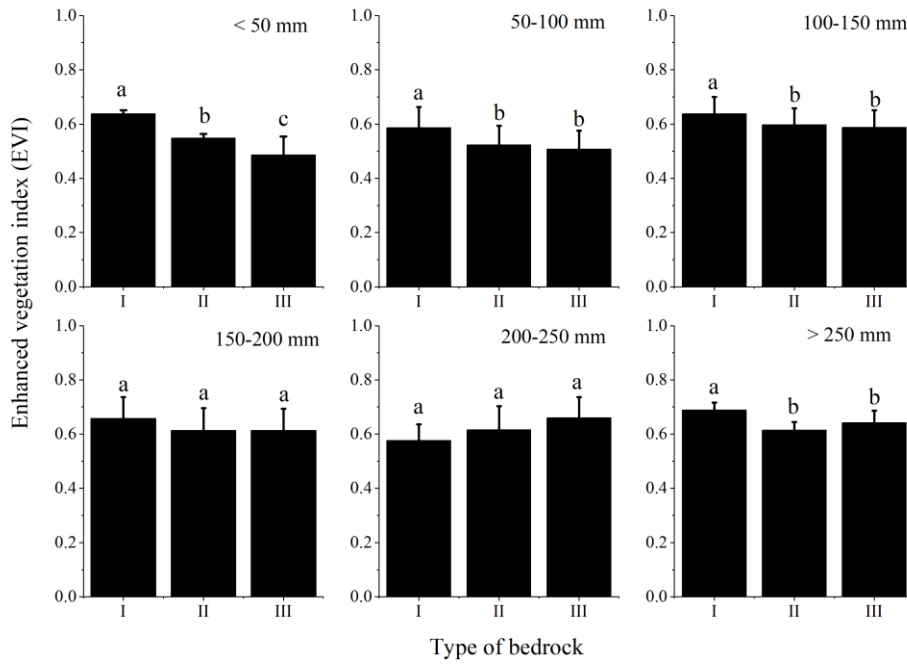 Enhanced vegetation index (EVI)
< 50 mm
1.0
0.8
0.6
0.4
0.2
0.0
a
b
c
I
II
III
50-100 mm
1.0
0.8
0.6
0.4
0.2
0.0
a
b
b
I
II
III
100-150 mm
1.0
0.8
0.6
0.4
0.2
0.0
a
b
b
I
II
III
150-200 mm
1.0
0.8
0.6
0.4
0.2
0.0
a
a
a
I
II
III
200-250 mm
1.0
0.8
0.6
0.4
0.2
0.0
a
a
a
I
II
III
> 250 mm
1.0
0.8
0.6
0.4
0.2
0.0
a
b
b
I
II
III
Type of bedrock